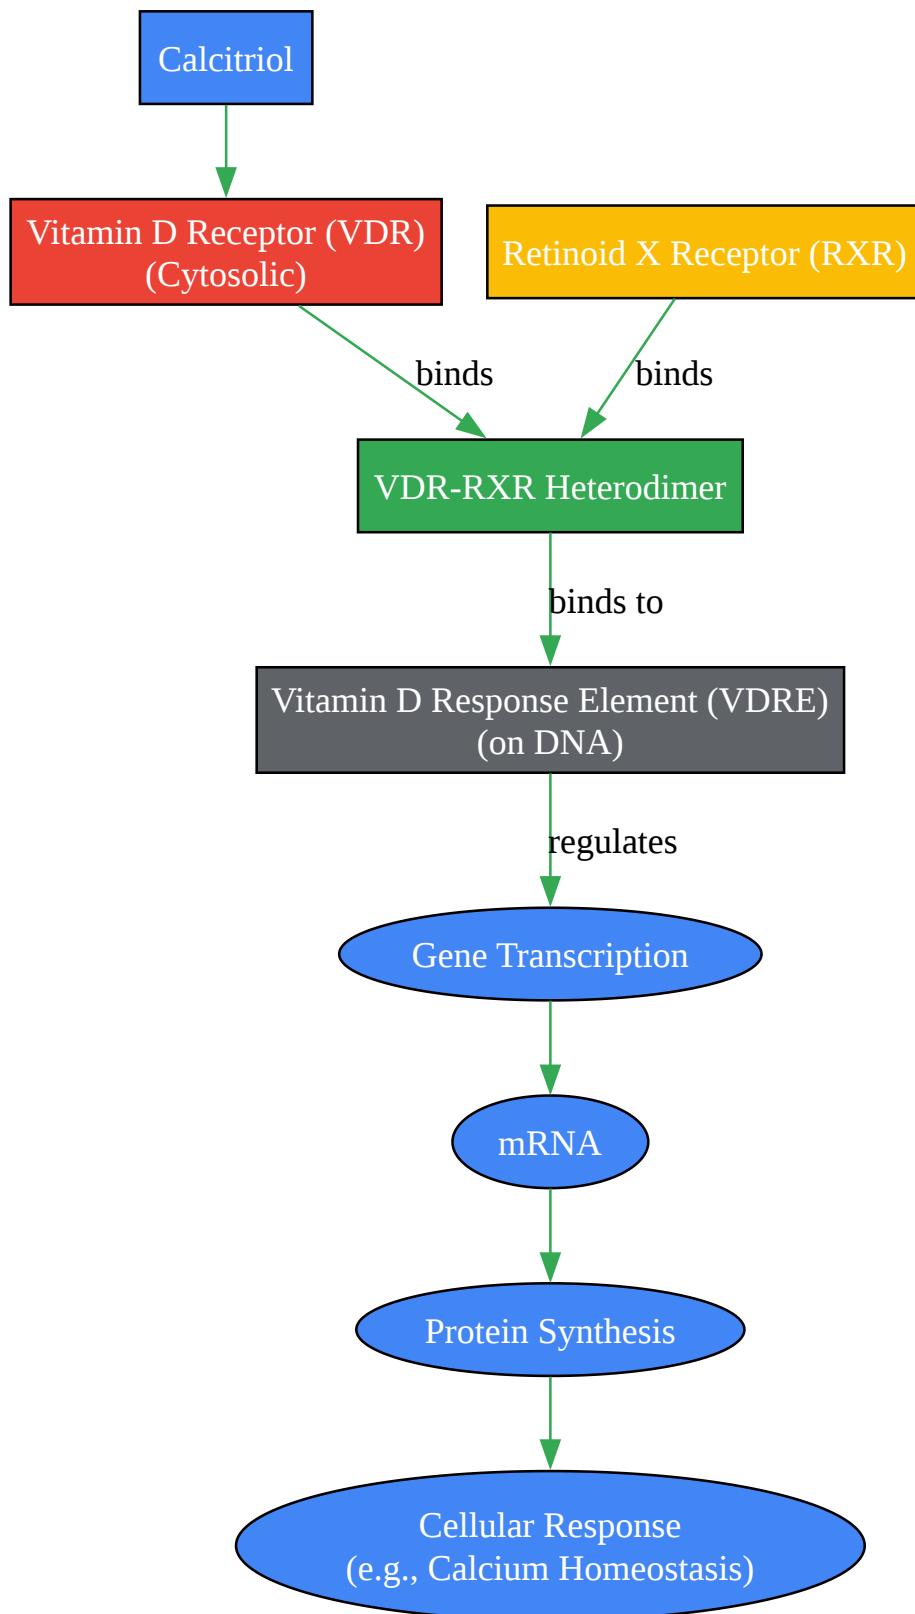 Calcitriol
Vitamin D Receptor (VDR)
(Cytosolic)
Retinoid X Receptor (RXR)
binds
binds
VDR-RXR Heterodimer
binds to
Vitamin D Response Element (VDRE)
(on DNA)
regulates
Gene Transcription
mRNA
Protein Synthesis
Cellular Response
(e.g., Calcium Homeostasis)